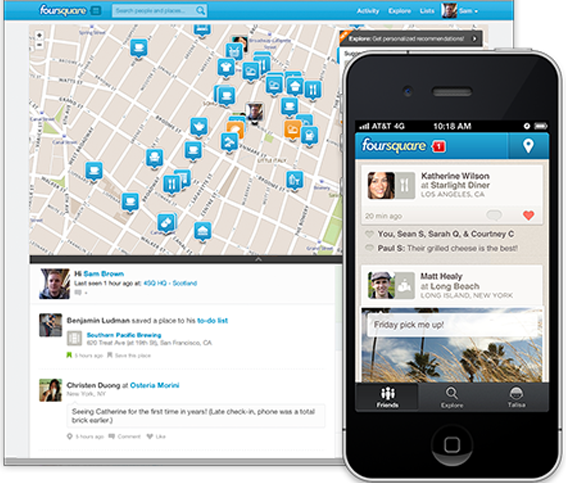 foursquare
Search people and places...
Activity Explore Lists Sam
Explore: Get personalized recommendations!
LITTLE ITALY
Hi Sam Brown
Last seen 1 hour ago at: 4SQ HQ - Scotland
Benjamin Ludman saved a place to his to-do list
Southern Pacific Brewing
620 Treat Ave (at 19th St), San Francisco, CA
5 hours ago Save this place
Christen Duong at Osteria Morini
New York, NY
Seeing Catherine for the first time in years! (Late check-in, phone was a total
brick earlier.)
5 hours ago Comment Like
AT&T 4G 10:18 AM
foursquare 1
Katherine Wilson
at Starlight Diner
LOS ANGELES, CA
20 min ago
You, Sean S, Sarah Q, & Courtney C
Paul S: Their grilled cheese is the best!
Matt Healy
at Long Beach
LONG ISLAND, NEW YORK
Friday pick me up!
Friends Explore Talisa